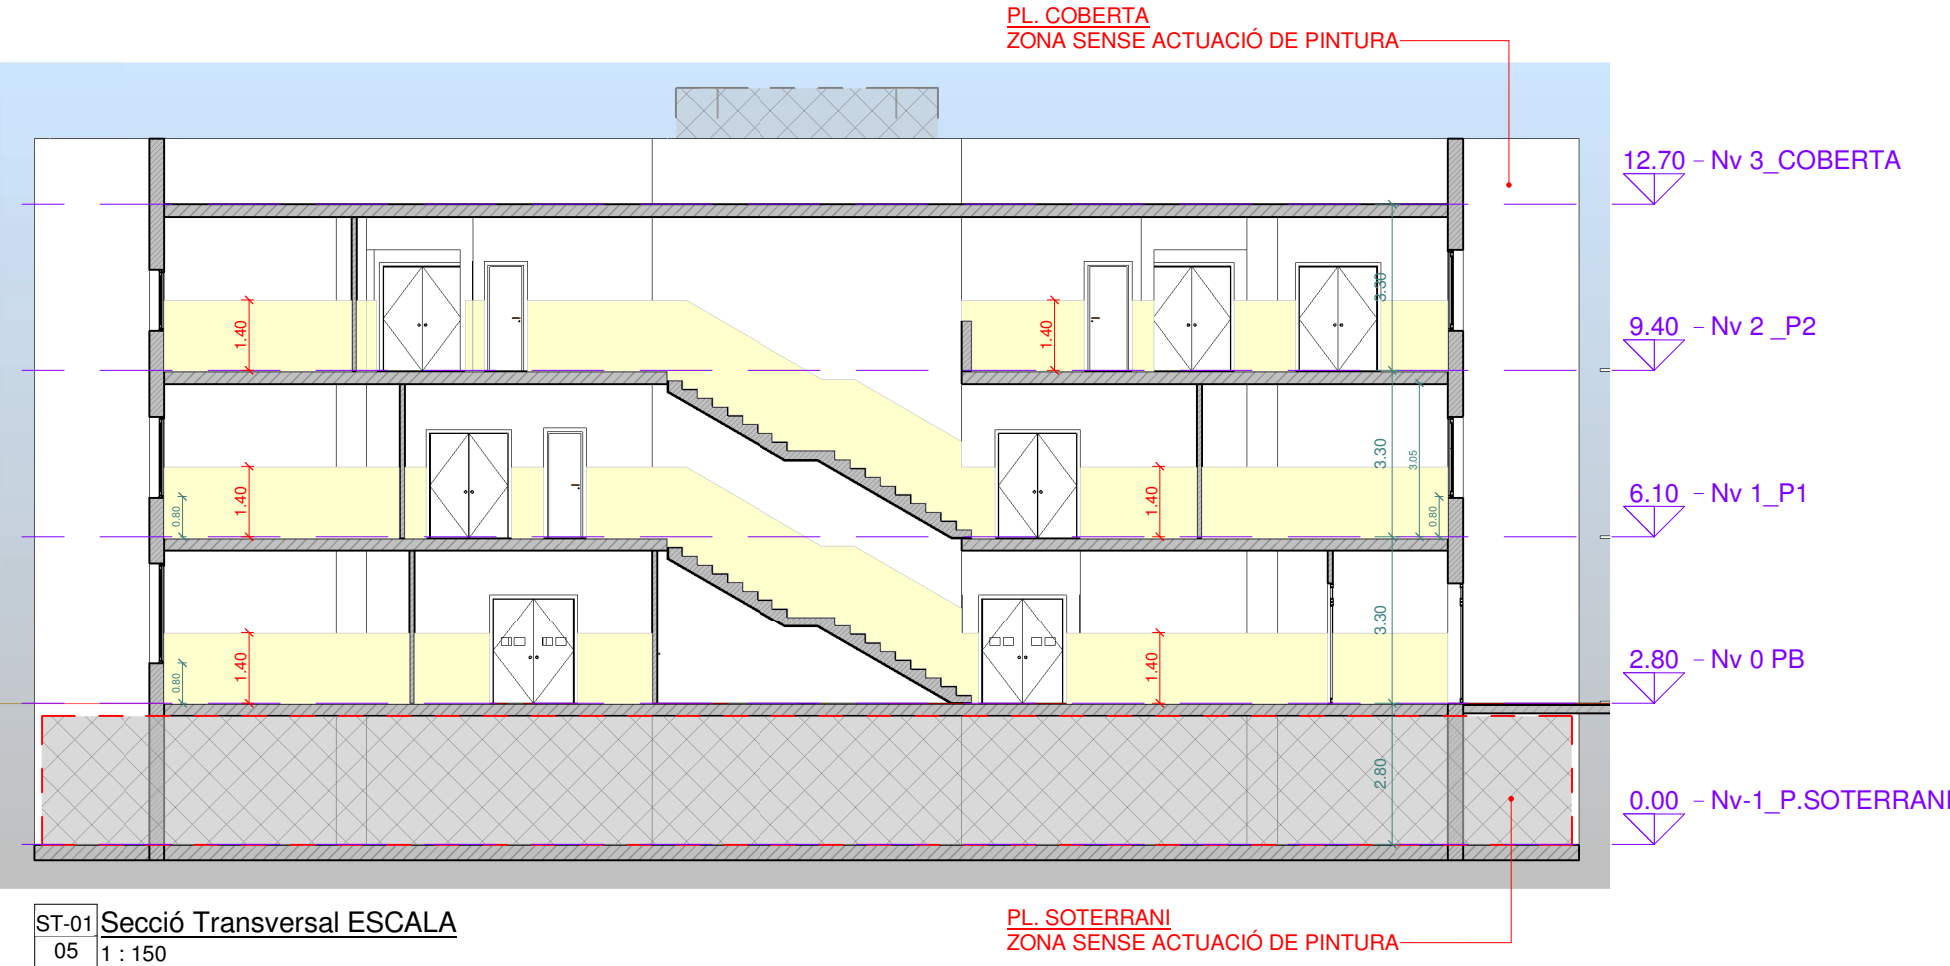 PL. COBERTA
ZONA SENSE ACTUACIÓ DE PINTURA
12.70 - Nv 3_COBERTA
3.30
1.40
1.40
9.40 - Nv 2 _P2
3.30
3.05
1.40
1.40
0.80
0.80
6.10 - Nv 1_P1
3.30
1.40
1.40
0.80
2.80 - Nv 0 PB
2.80
0.00 - Nv-1_P.SOTERRANI
PL. SOTERRANI
ZONA SENSE ACTUACIÓ DE PINTURA
ST-01 Secció Transversal ESCALA
05 1 : 150